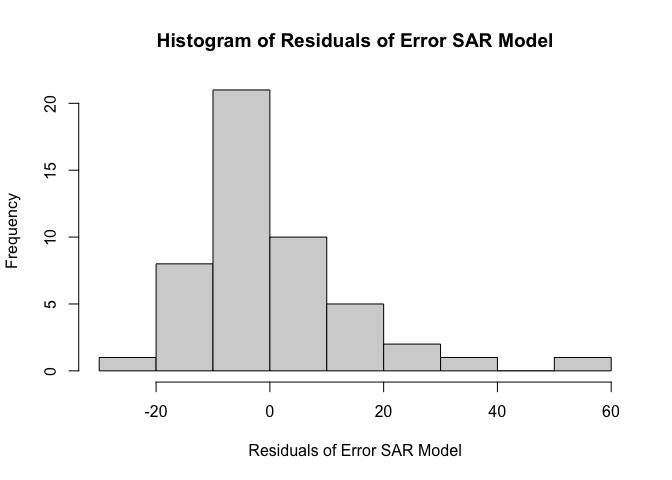 Histogram of Residuals of Error SAR Model
Frequency
20
15
10
5
0
-20 0 20 40 60
Residuals of Error SAR Model